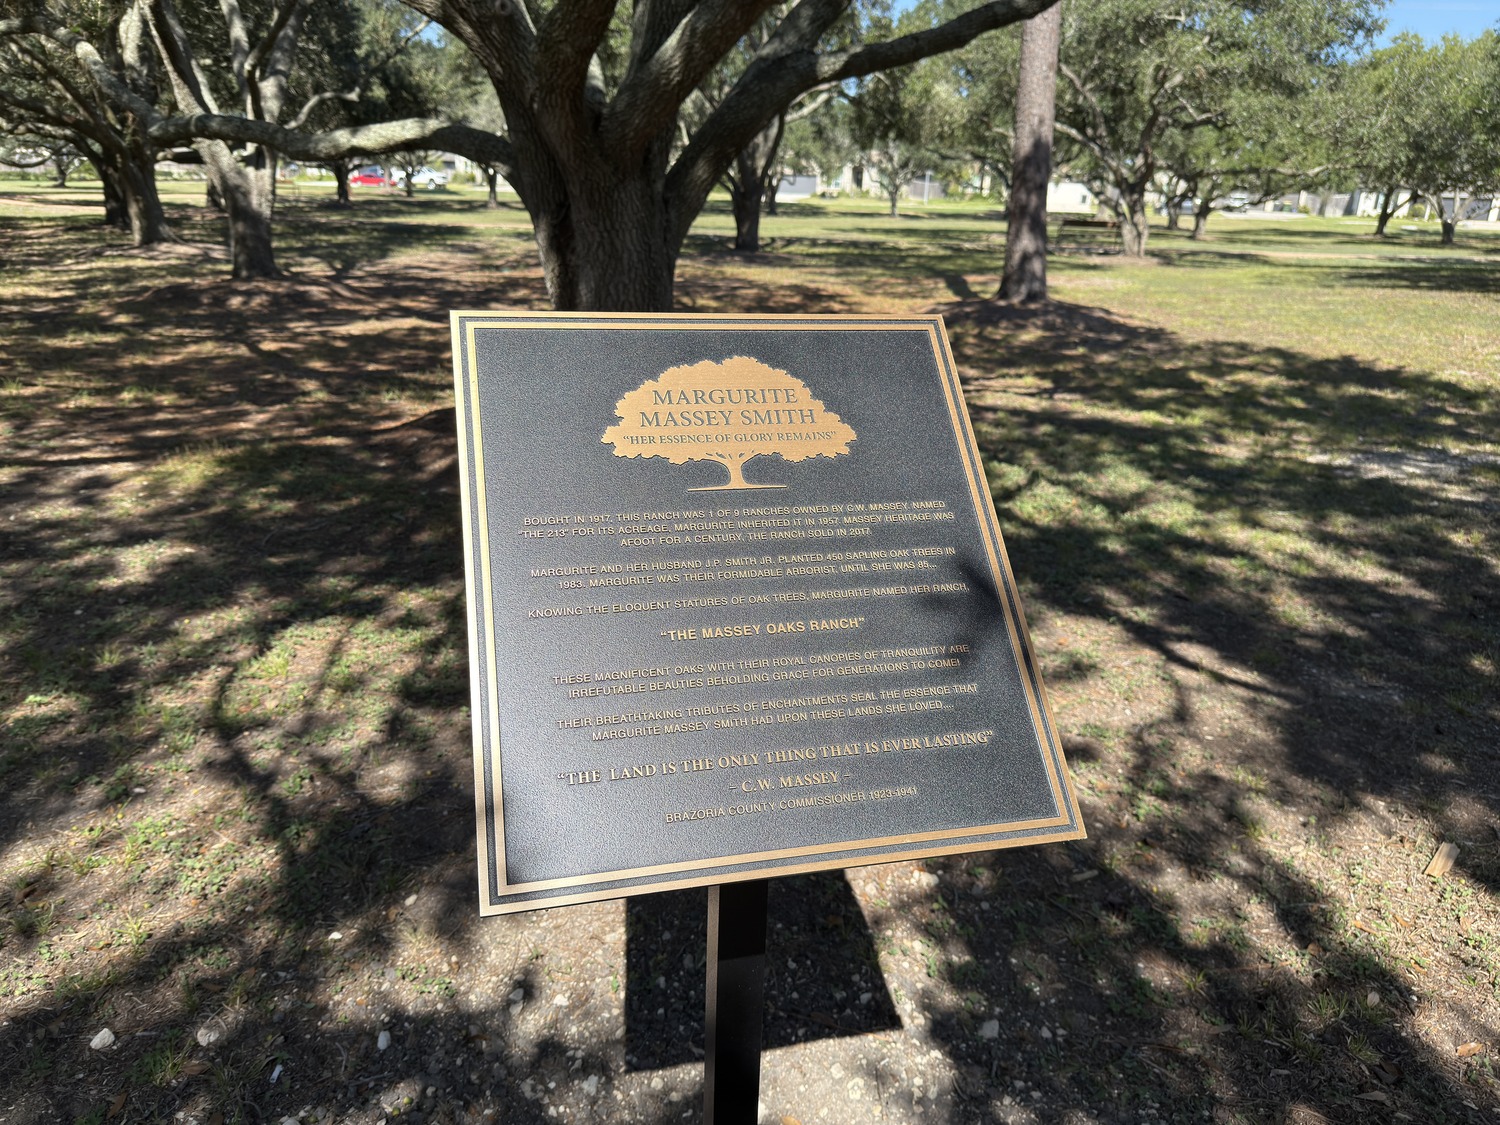 MARGURITE
MASSEY SMITH
"HER ESSENCE OF GLORY REMAINS"
BOUGHT IN 1917, THIS RANCH WAS 1 OF 9 RANCHES OWNED BY C.W. MASSEY. NAMED
"THE 213" FOR ITS ACREAGE, MARGURITE INHERITED IT IN 1957. MASSEY HERITAGE WAS
AFOOT FOR A CENTURY, THE RANCH SOLD IN 2017.
MARGURITE AND HER HUSBAND J.P. SMITH JR. PLANTED 450 SAPLING OAK TREES IN
1983. MARGURITE WAS THEIR FORMIDABLE ARBORIST, UNTIL SHE WAS 85...
KNOWING THE ELOQUENT STATURES OF OAK TREES, MARGURITE NAMED HER RANCH,
"THE MASSEY OAKS RANCH"
THESE MAGNIFICENT OAKS WITH THEIR ROYAL CANOPIES OF TRANQUILITY ARE
IRREFUTABLE BEAUTIES BEHOLDING GRACE FOR GENERATIONS TO COME!
THEIR BREATHTAKING TRIBUTES OF ENCHANTMENTS SEAL THE ESSENCE THAT
MARGURITE MASSEY SMITH HAD UPON THESE LANDS SHE LOVED....
"THE LAND IS THE ONLY THING THAT IS EVER LASTING"
– C.W. MASSEY –
BRAZORIA COUNTY COMMISSIONER 1923-1941